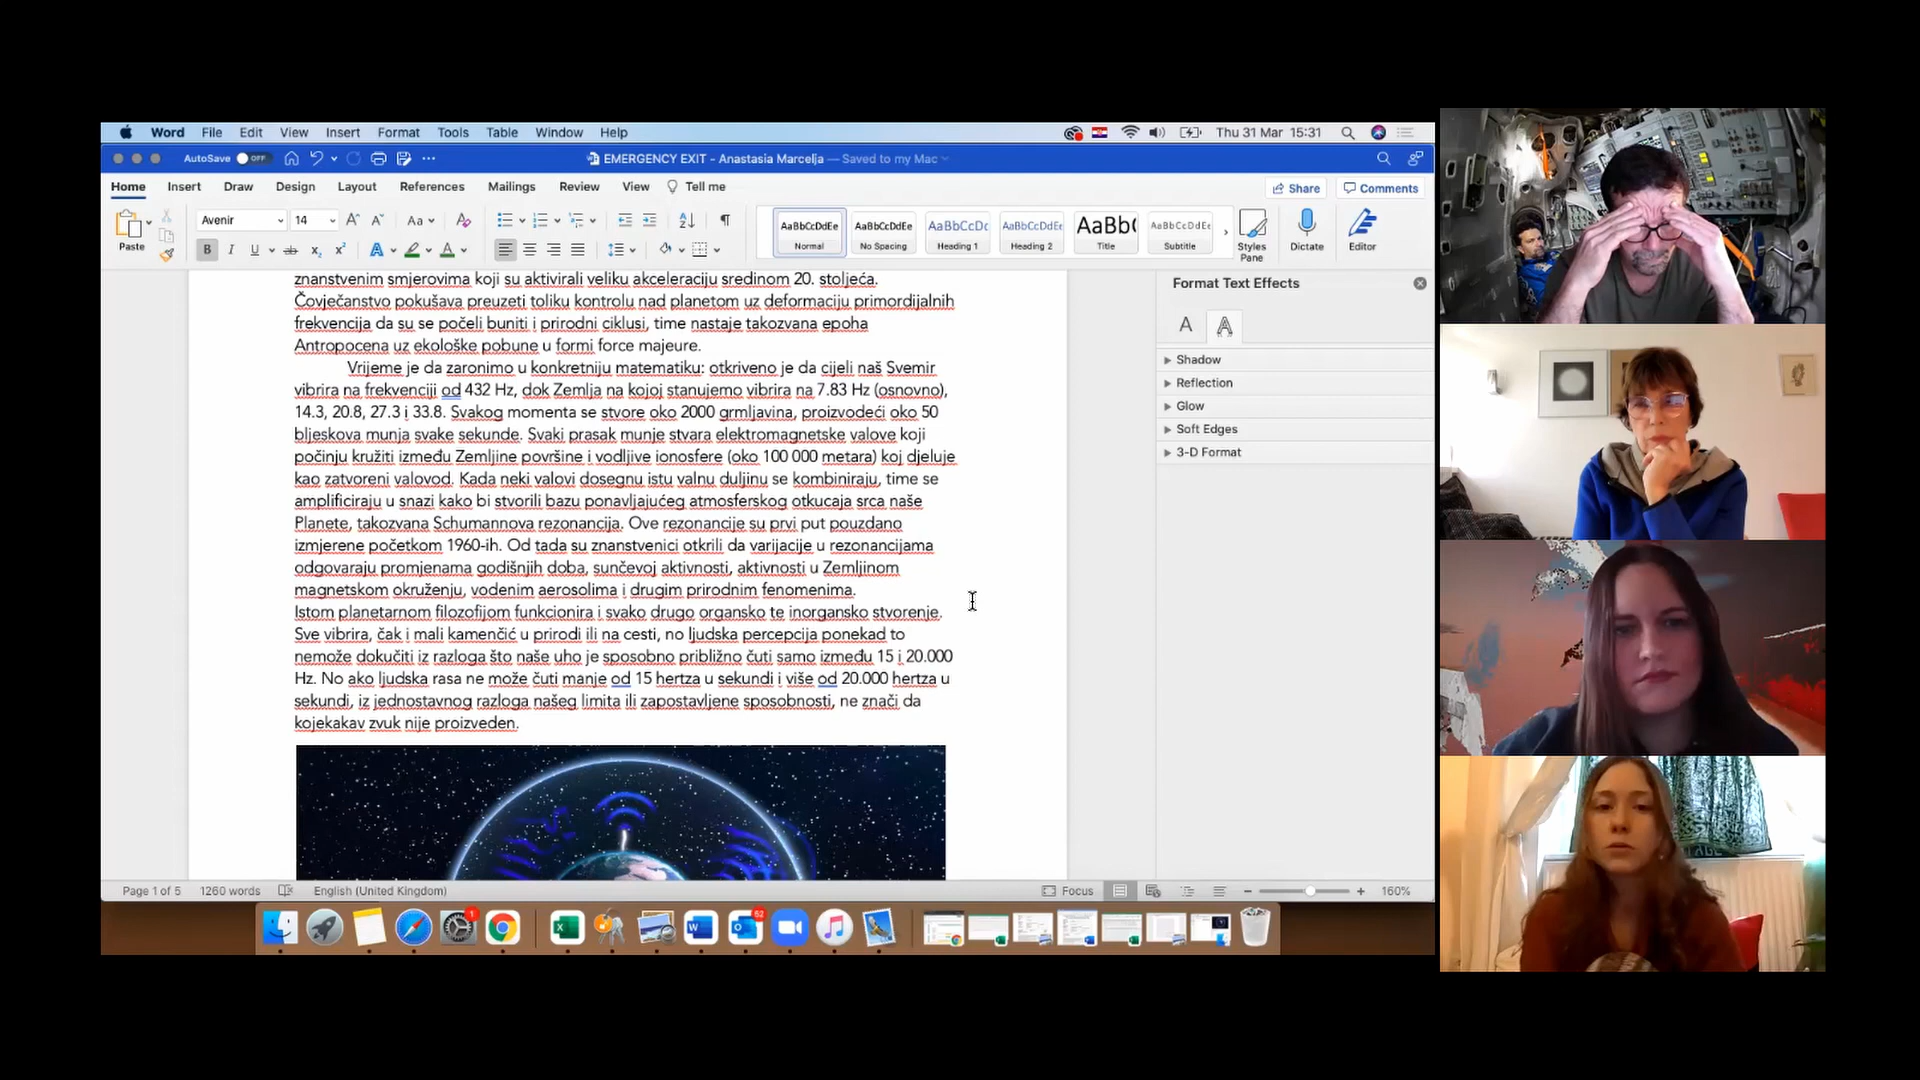 Word File Edit View Insert Format Tools Table Window Help Thu 31 Mar 15:31
AutoSave OFF EMERGENCY EXIT - Anastasia Marcelja — Saved to my Mac
Home Insert Draw Design Layout References Mailings Review View Tell me Share Comments
Paste
Avenir 14
AaBbCcDdEe Normal
AaBbCcDdEe No Spacing
AaBbCcDc Heading 1
AaBbCcDdEe Heading 2
AaBb( Title
AaBbCcDdEe Subtitle
Styles Pane
Dictate
Editor
znanstvenim smjerovima koji su aktivirali veliku akceleraciju sredinom 20. stoljeća.
Čovječanstvo pokušava preuzeti toliku kontrolu nad planetom uz deformaciju primordijalnih
frekvencija da su se počeli buniti i prirodni ciklusi, time nastaje takozvana epoha
Antropocena uz ekološke pobune u formi force majeure.
Vrijeme je da zaronimo u konkretniju matematiku: otkriveno je da cijeli naš Svemir
vibrira na frekvenciji od 432 Hz, dok Zemlja na kojoj stanujemo vibrira na 7.83 Hz (osnovno),
14.3, 20.8, 27.3 i 33.8. Svakog momenta se stvore oko 2000 grmljavina, proizvodeći oko 50
bljeskova munja svake sekunde. Svaki prasak munje stvara elektromagnetske valove koji
počinju kružiti između Zemljine površine i vodljive ionosfere (oko 100 000 metara) koj djeluje
kao zatvoreni valovod. Kada neki valovi dosegnu istu valnu duljinu se kombiniraju, time se
amplificiraju u snazi kako bi stvorili bazu ponavljajućeg atmosferskog otkucaja srca naše
Planete, takozvana Schumannova rezonancija. Ove rezonancije su prvi put pouzdano
izmjerene početkom 1960-ih. Od tada su znanstvenici otkrili da varijacije u rezonancijama
odgovaraju promjenama godišnjih doba, sunčevoj aktivnosti, aktivnosti u Zemljinom
magnetskom okruženju, vodenim aerosolima i drugim prirodnim fenomenima.
Istom planetarnom filozofijom funkcionira i svako drugo organsko te inorgansko stvorenje.
Sve vibrira, čak i mali kamenčić u prirodi ili na cesti, no ljudska percepcija ponekad to
nemože dokučiti iz razloga što naše uho je sposobno približno čuti samo između 15 i 20.000
Hz. No ako ljudska rasa ne može čuti manje od 15 hertza u sekundi i više od 20.000 hertza u
sekundi, iz jednostavnog razloga našeg limita ili zapostavljene sposobnosti, ne znači da
kojekakav zvuk nije proizveden.
Format Text Effects
Shadow
Reflection
Glow
Soft Edges
3-D Format
Page 1 of 5 1260 words English (United Kingdom) Focus 160%
1
52